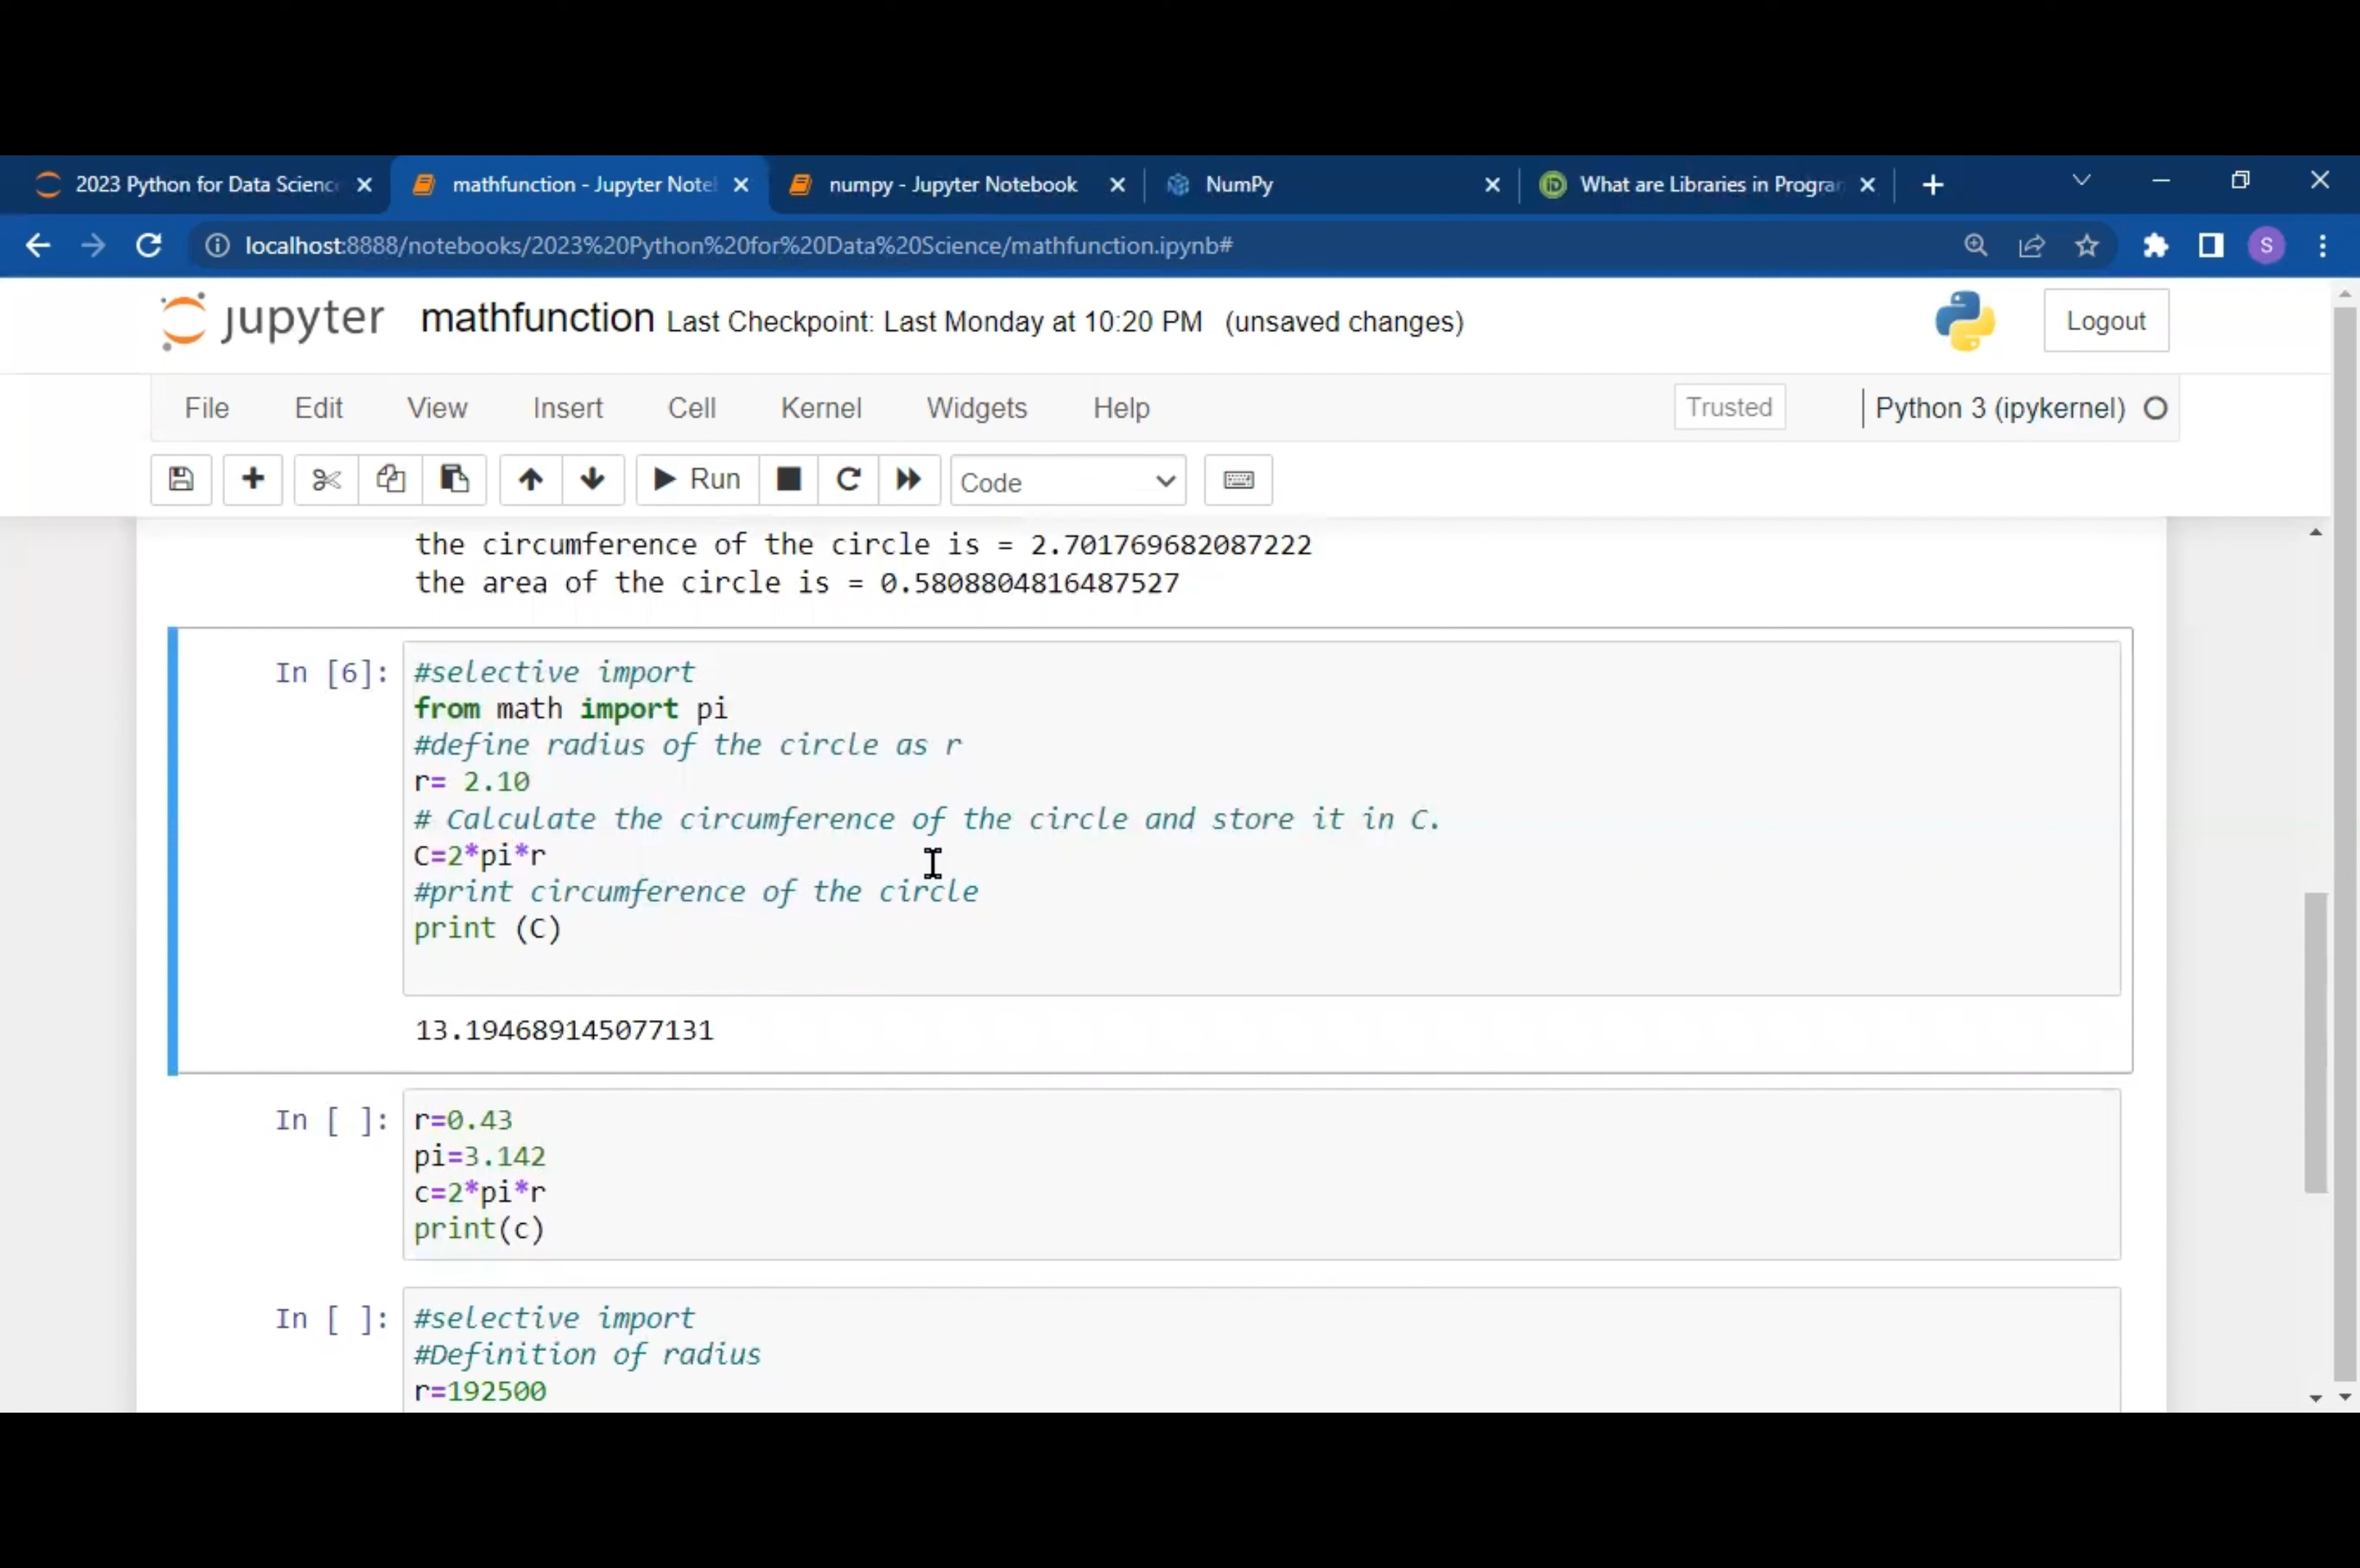 2023 Python for Data Scienc
mathfunction - Jupyter Note
numpy - Jupyter Notebook
NumPy
What are Libraries in Progra
localhost:8888/notebooks/2023%20Python%20for%20Data%20Science/mathfunction.ipynb#
S
jupyter mathfunction Last Checkpoint: Last Monday at 10:20 PM (unsaved changes)
Logout
File Edit View Insert Cell Kernel Widgets Help
Trusted
Python 3 (ipykernel)
Run
Code
the circumference of the circle is = 2.701769682087222
the area of the circle is = 0.5808804816487527
In [6]:
#selective import
from math import pi
#define radius of the circle as r
r= 2.10
# Calculate the circumference of the circle and store it in C.
C=2*pi*r
#print circumference of the circle
print (C)
13.194689145077131
In [ ]:
r=0.43
pi=3.142
c=2*pi*r
print(c)
In [ ]:
#selective import
#Definition of radius
r=192500